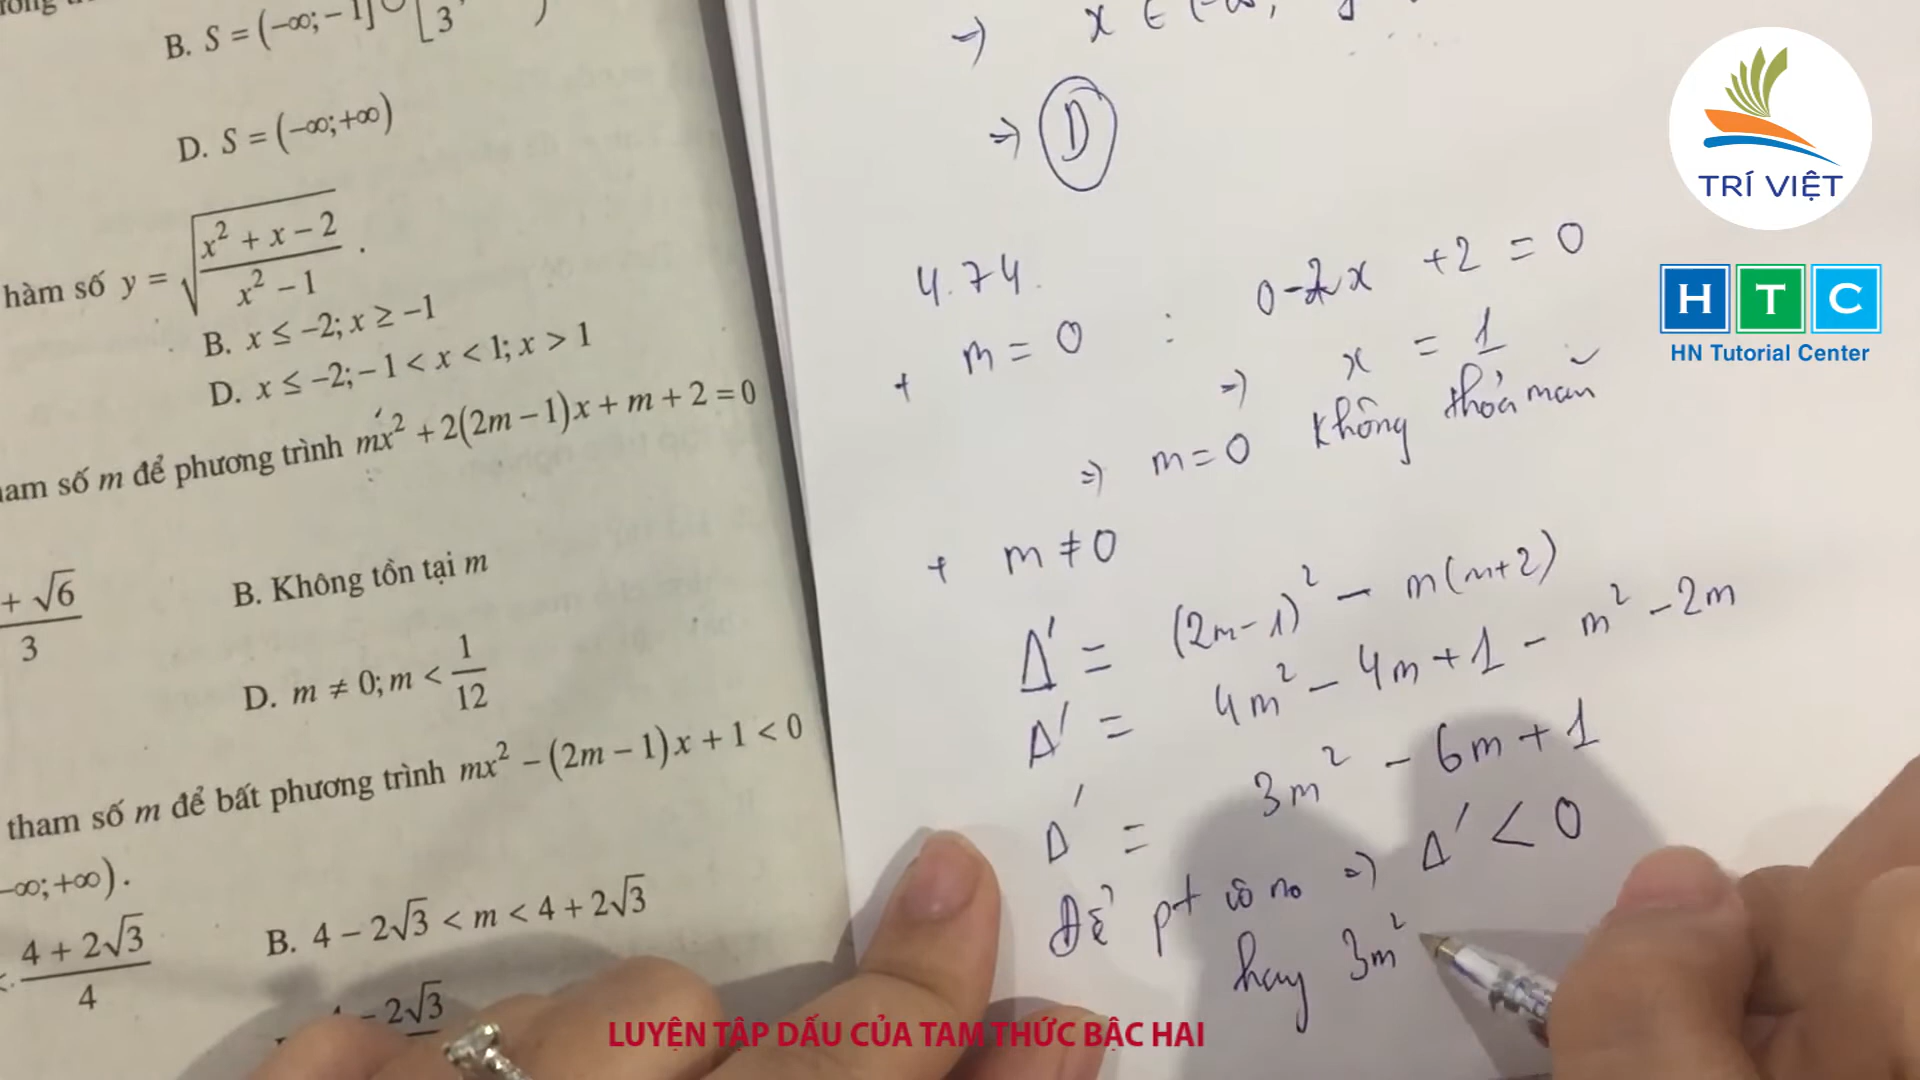 B. S = (−∞; −1] ∪ [3
D. S = (−∞;+∞)
hàm số y = √((x² + x − 2)/(x² − 1)) .
B. x ≤ −2; x ≥ −1
D. x ≤ −2; −1 < x < 1; x > 1
số m để phương trình mx² + 2(2m − 1)x + m + 2 = 0
+ √6
3
B. Không tồn tại m
D. m ≠ 0; m < 1/12
tham số m để bất phương trình mx² − (2m − 1)x + 1 < 0
−∞;+∞).
4 + 2√3
4
B. 4 − 2√3 < m < 4 + 2√3
− 2√3
⇒ x ∈ (−∞;
⇒ D
4.74.
+ m = 0 : 0 − 2x + 2 = 0
⇒ x = 1
⇒ m = 0 không thỏa mãn
+ m ≠ 0
Δ' = (2m − 1)² − m(m+2)
Δ' = 4m² − 4m + 1 − m² − 2m
Δ' = 3m² − 6m + 1
Để pt vô no ⇒ Δ' < 0
hay 3m²
TRÍ VIỆT
H T C
HN Tutorial Center
LUYỆN TẬP DẤU CỦA TAM THỨC BẬC HAI